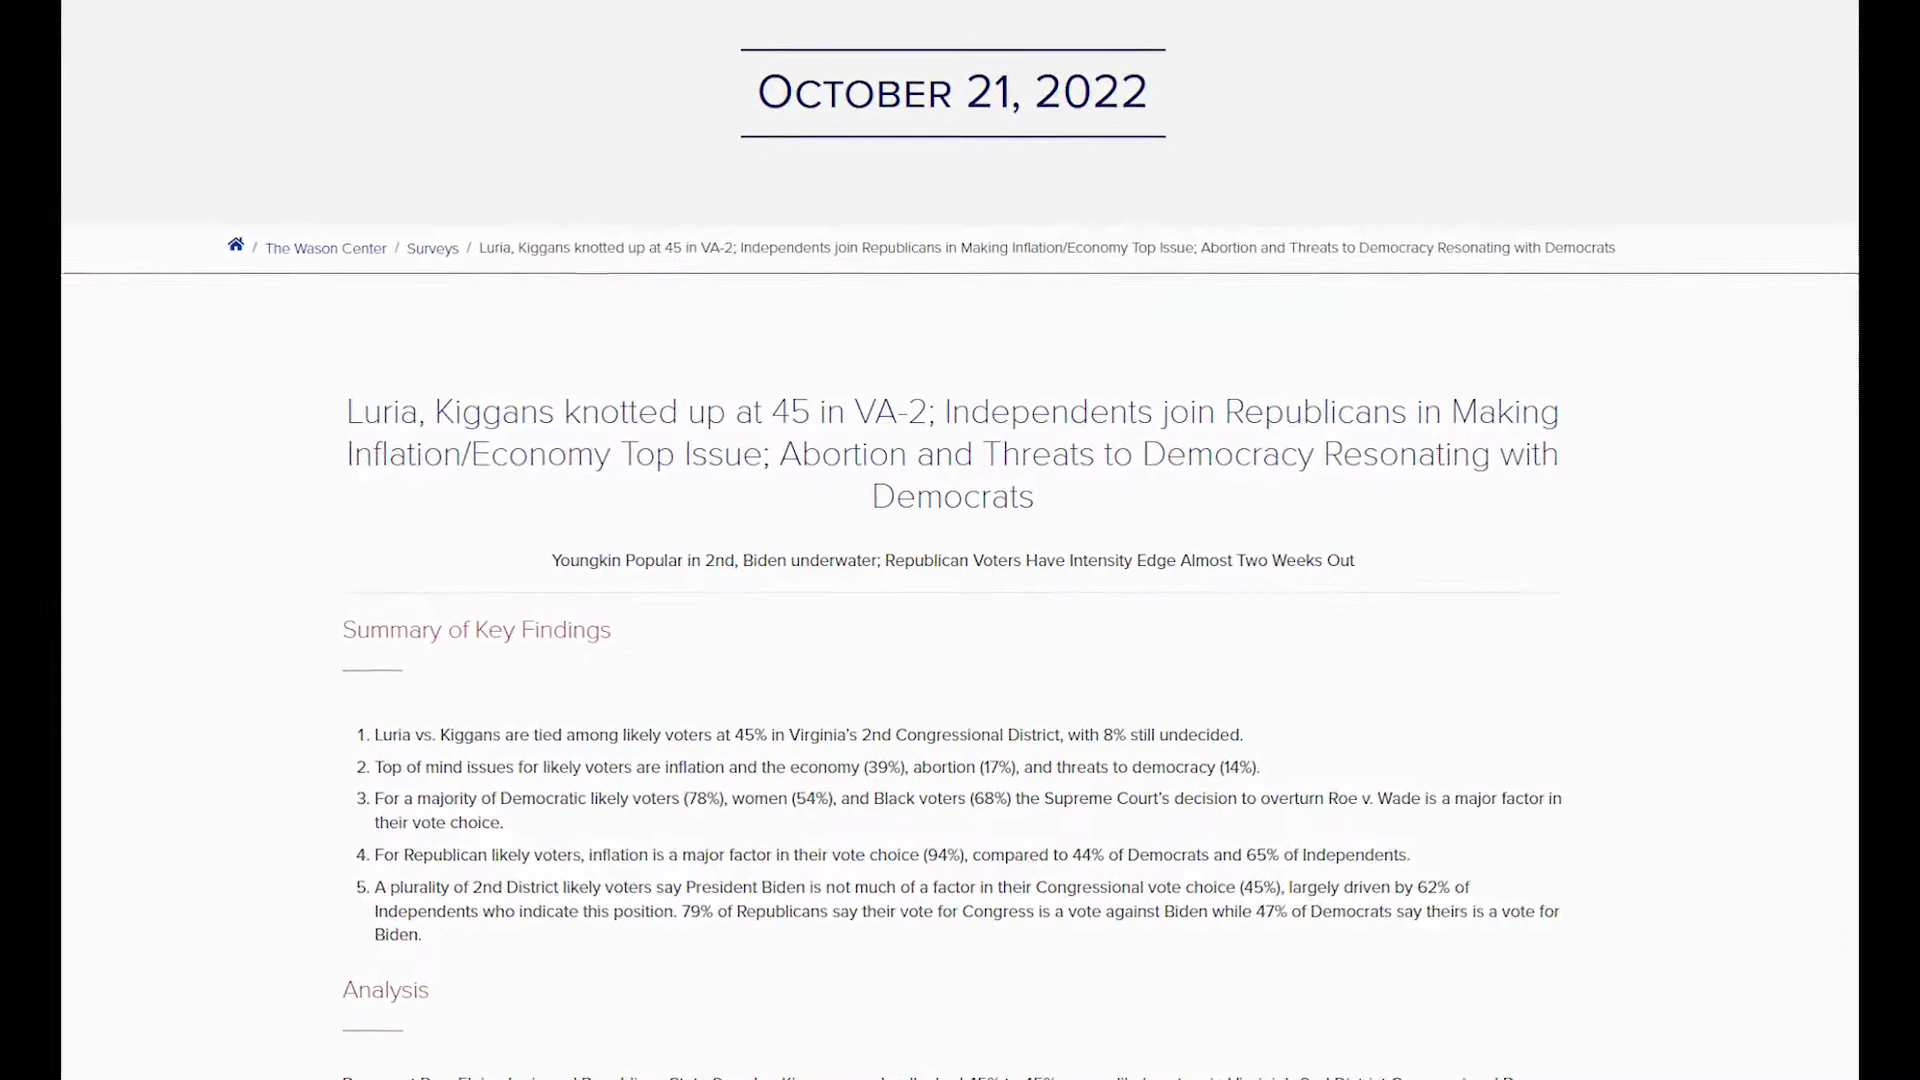 October 21, 2022
/ The Wason Center / Surveys / Luria, Kiggans knotted up at 45 in VA-2; Independents join Republicans in Making Inflation/Economy Top Issue; Abortion and Threats to Democracy Resonating with Democrats
Luria, Kiggans knotted up at 45 in VA-2; Independents join Republicans in Making
Inflation/Economy Top Issue; Abortion and Threats to Democracy Resonating with
Democrats
Youngkin Popular in 2nd, Biden underwater; Republican Voters Have Intensity Edge Almost Two Weeks Out
Summary of Key Findings
1. Luria vs. Kiggans are tied among likely voters at 45% in Virginia's 2nd Congressional District, with 8% still undecided.
2. Top of mind issues for likely voters are inflation and the economy (39%), abortion (17%), and threats to democracy (14%).
3. For a majority of Democratic likely voters (78%), women (54%), and Black voters (68%) the Supreme Court's decision to overturn Roe v. Wade is a major factor in
their vote choice.
4. For Republican likely voters, inflation is a major factor in their vote choice (94%), compared to 44% of Democrats and 65% of Independents.
5. A plurality of 2nd District likely voters say President Biden is not much of a factor in their Congressional vote choice (45%), largely driven by 62% of
Independents who indicate this position. 79% of Republicans say their vote for Congress is a vote against Biden while 47% of Democrats say theirs is a vote for
Biden.
Analysis